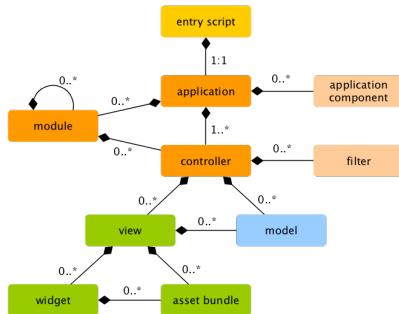 entry script
1:1
0..*
application
0..*
application
component
0..*
module
1..*
0..*
controller
0..*
filter
0..*
0..*
view
0..*
model
0..*
0..*
widget
0..*
asset bundle